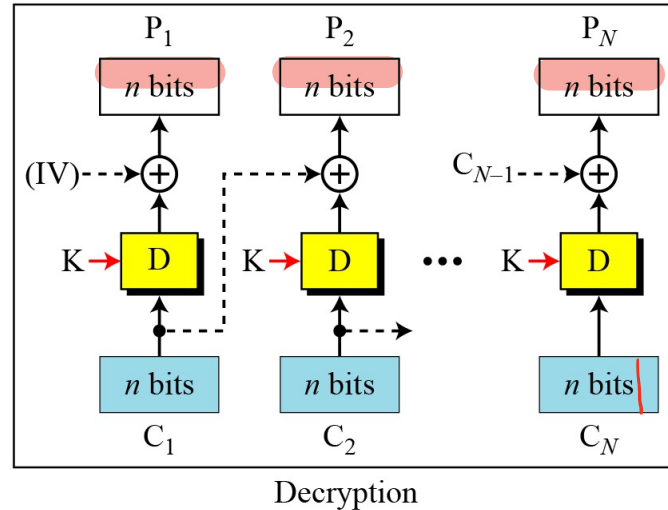 P1 P2 PN
n bits n bits n bits
(IV) + + CN–1 +
K D K D ••• K D
n bits n bits n bits
C1 C2 CN
Decryption